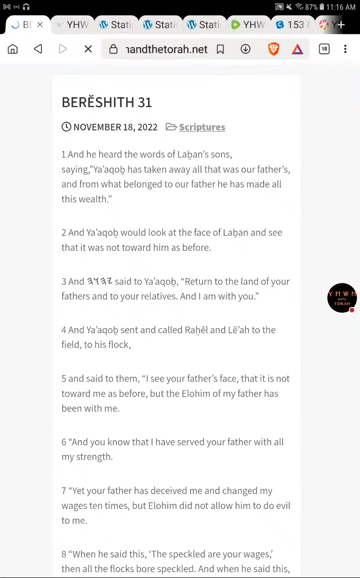 87% 11:16 AM
BE YHW Stati Stati Stati YHW 153 Y
handthetorah.net 18
BERĔSHITH 31
NOVEMBER 18, 2022 Scriptures
1 And he heard the words of Laḇan’s sons,
saying,”Ya’aqoḇ has taken away all that was our father’s,
and from what belonged to our father he has made all
this wealth.”
2 And Ya’aqoḇ would look at the face of Laḇan and see
that it was not toward him as before.
3 And 𐤉𐤄𐤅𐤄 said to Ya’aqoḇ, “Return to the land of your
fathers and to your relatives. And I am with you.”
4 And Ya’aqoḇ sent and called Raḥĕl and Lĕ’ah to the
field, to his flock,
5 and said to them, “I see your father’s face, that it is not
toward me as before, but the Elohim of my father has
been with me.
6 “And you know that I have served your father with all
my strength.
7 “Yet your father has deceived me and changed my
wages ten times, but Elohim did not allow him to do evil
to me.
8 “When he said this, ‘The speckled are your wages,’
then all the flocks bore speckled. And when he said this,
YHWH
TORAH